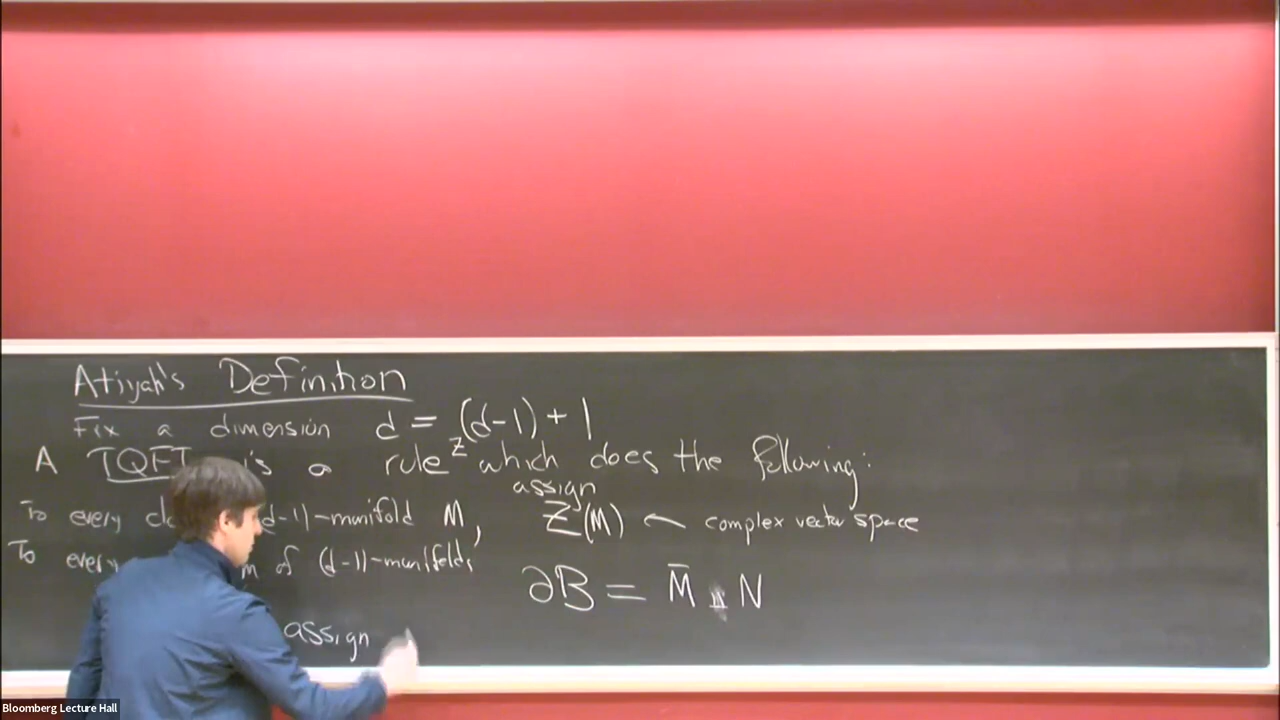 Atiyah's Definition
Fix a dimension d = (d-1) + 1
A TQFT is a rule Z which does the following:
To every (d-1)-manifold M, assign Z(M) ← complex vector space
To every of (d-1)-manifolds
∂B = M̄ ⨿ N
assign
Bloomberg Lecture Hall